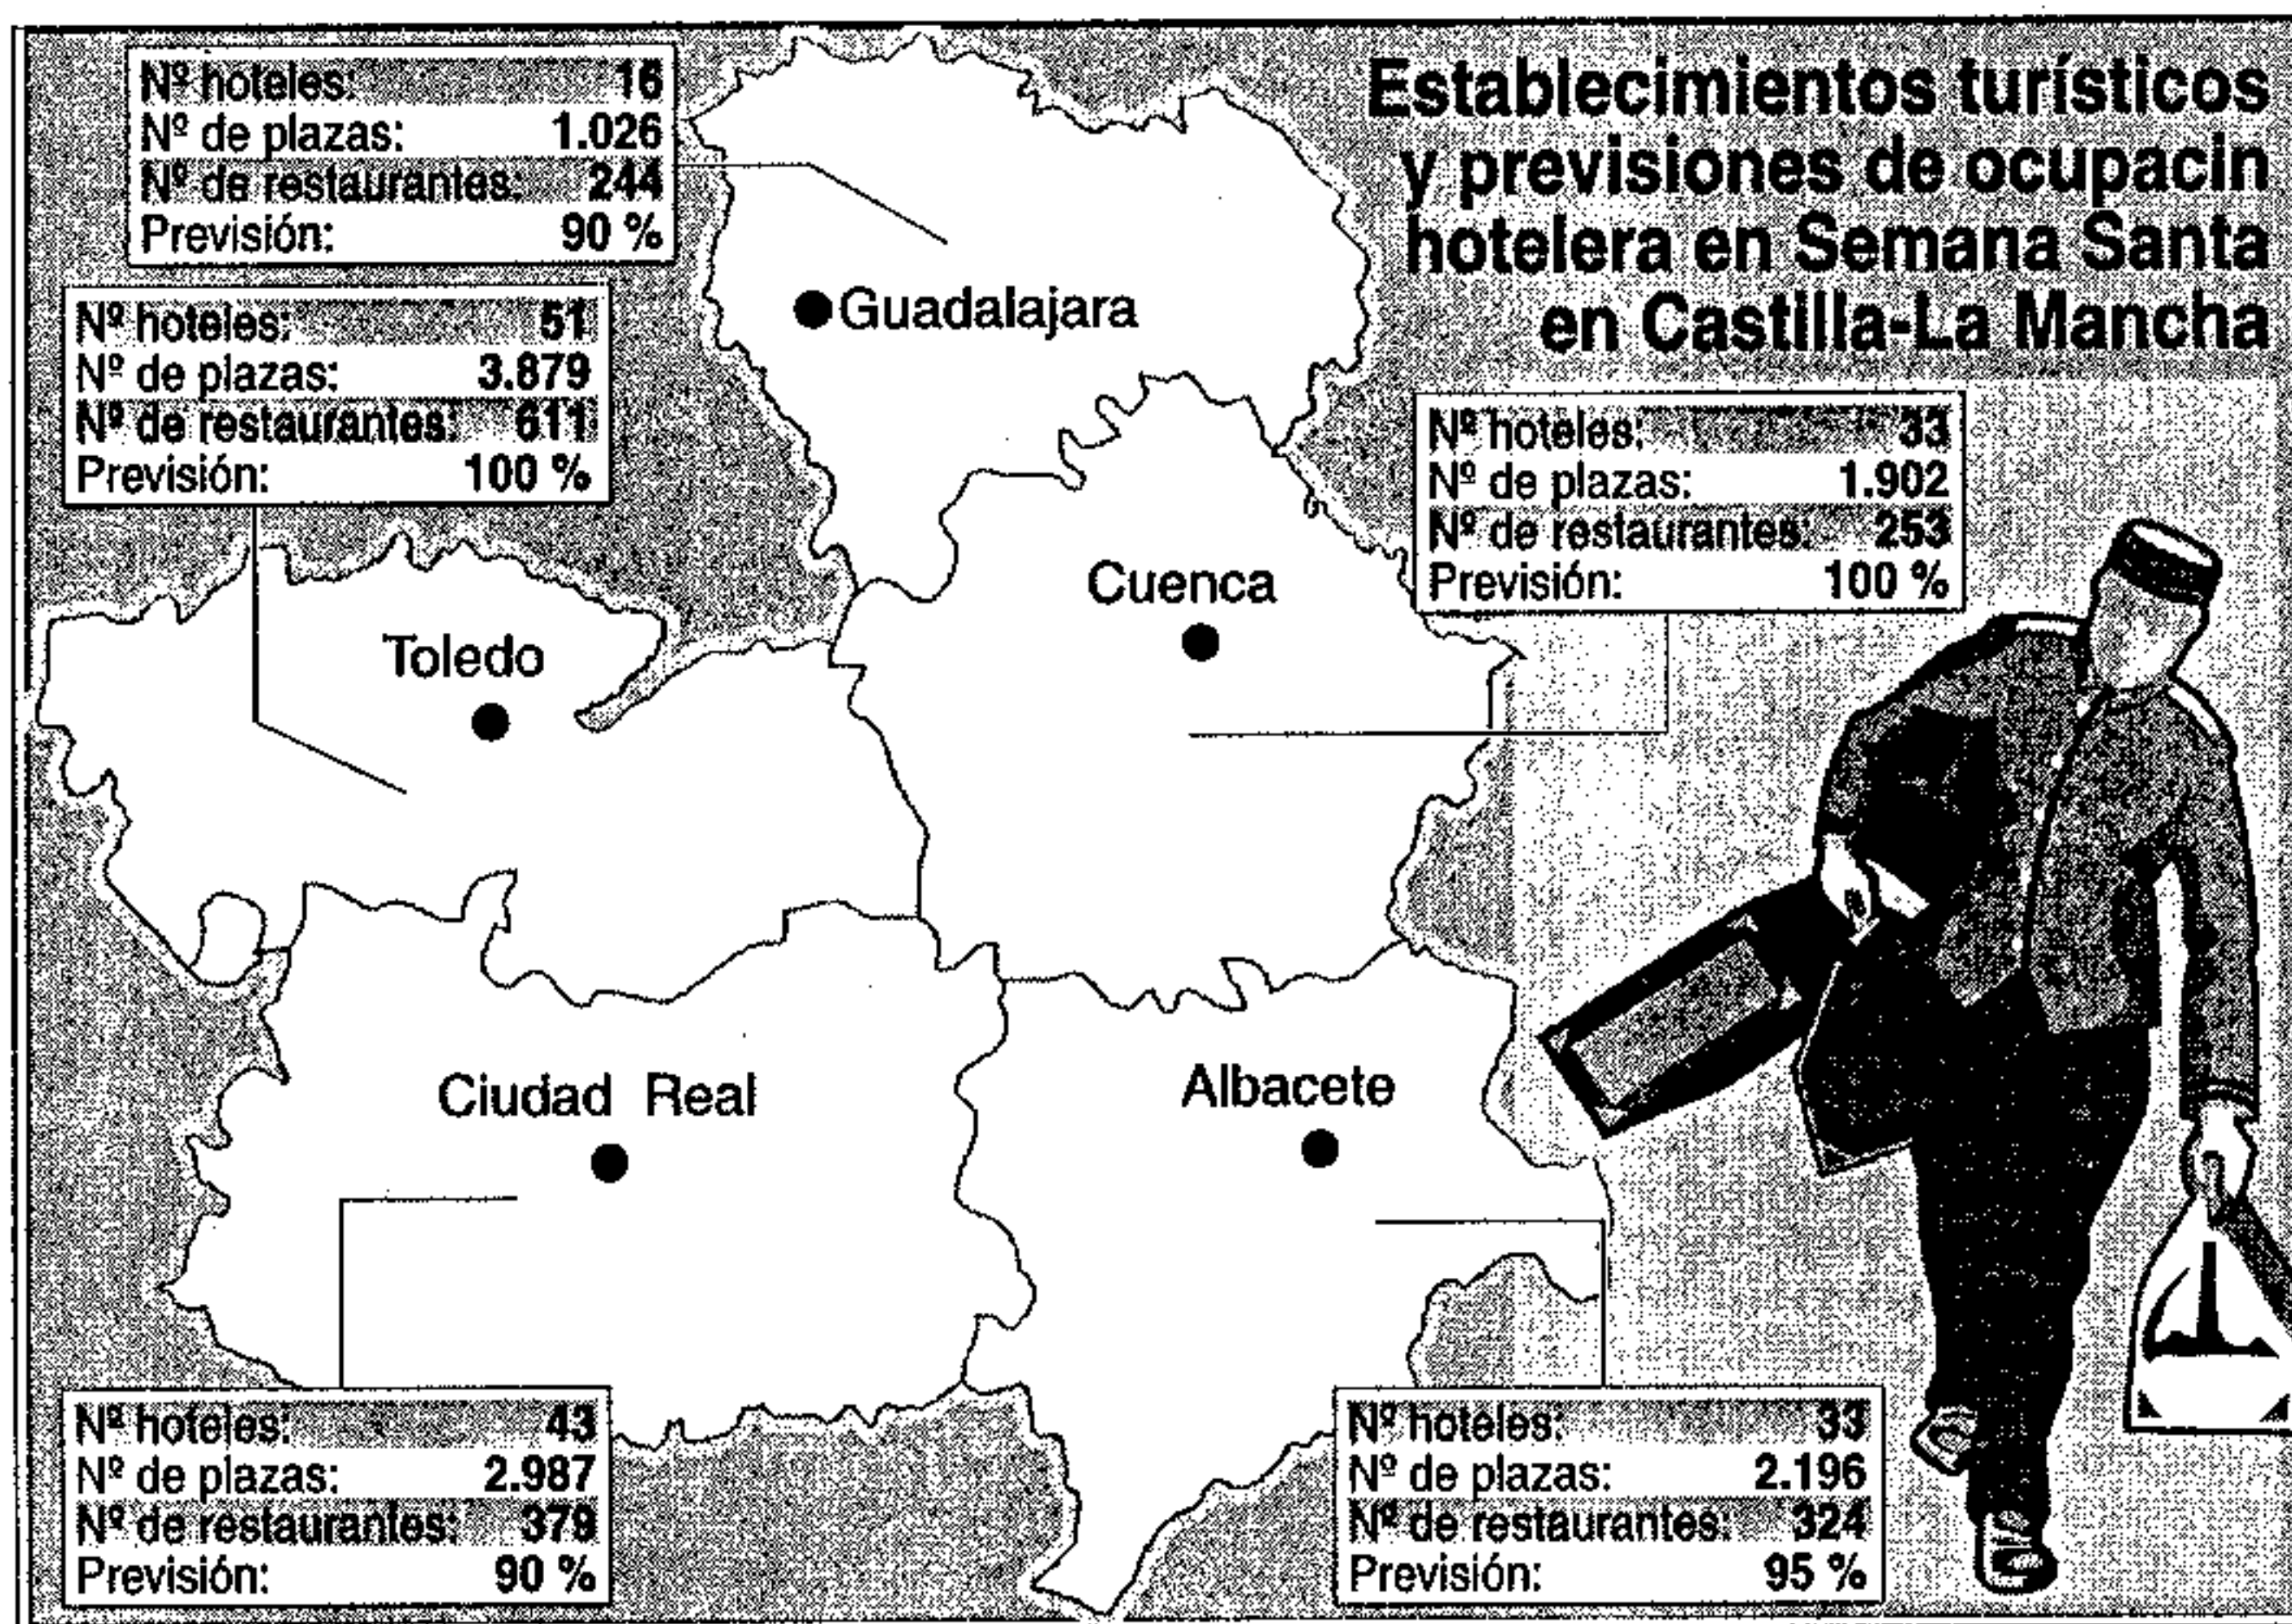 Establecimientos turísticos
y previsiones de ocupacin
hotelera en Semana Santa
en Castilla-La Mancha
Nº hoteles: 16
Nº de plazas: 1.026
Nº de restaurantes: 244
Previsión: 90 %
Guadalajara
Nº hoteles: 51
Nº de plazas: 3.879
Nº de restaurantes: 611
Previsión: 100 %
Toledo
Nº hoteles: 33
Nº de plazas: 1.902
Nº de restaurantes: 253
Previsión: 100 %
Cuenca
Ciudad Real
Nº hoteles: 43
Nº de plazas: 2.987
Nº de restaurantes: 379
Previsión: 90 %
Albacete
Nº hoteles: 33
Nº de plazas: 2.196
Nº de restaurantes: 324
Previsión: 95 %